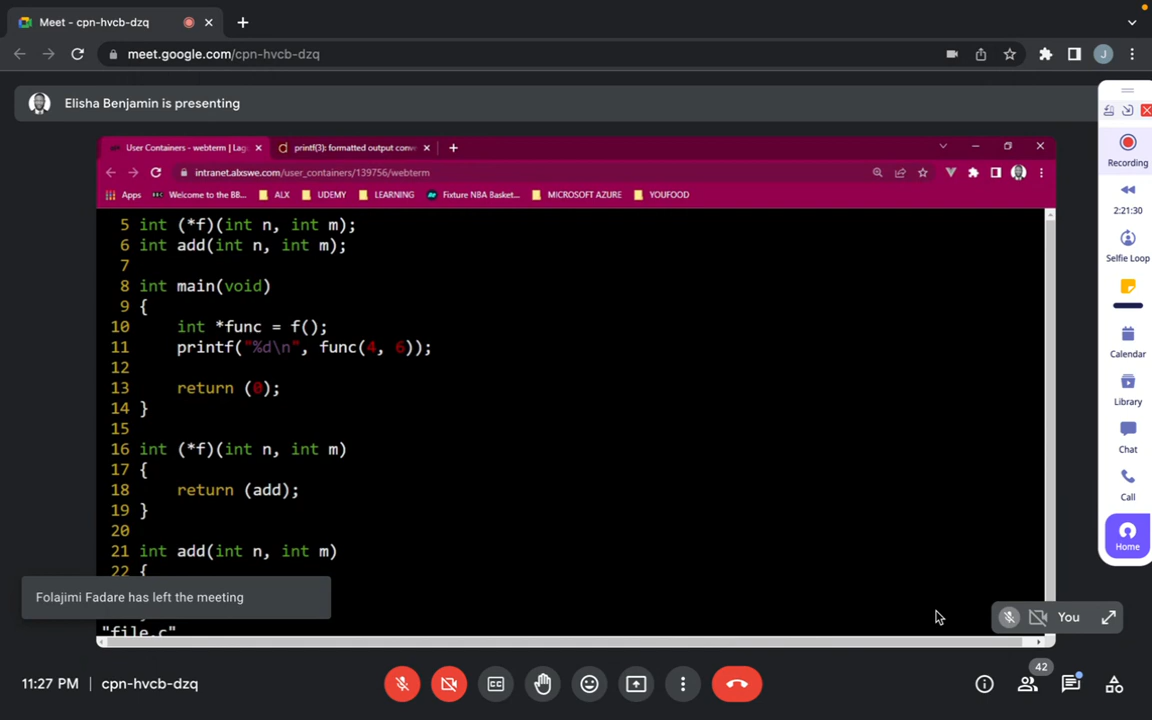 Meet - cpn-hvcb-dzq
meet.google.com/cpn-hvcb-dzq
J
Elisha Benjamin is presenting
User Containers - webterm | Lag
printf(3): formatted output conv
intranet.alxswe.com/user_containers/139756/webterm
Apps
Welcome to the BB...
ALX
UDEMY
LEARNING
Fixture NBA Basket...
MICROSOFT AZURE
YOUFOOD
5 int (*f)(int n, int m);
6 int add(int n, int m);
7
8 int main(void)
9 {
10 int *func = f();
11 printf("%d\n", func(4, 6));
12
13 return (0);
14 }
15
16 int (*f)(int n, int m)
17 {
18 return (add);
19 }
20
21 int add(int n, int m)
22 {
"file.c"
Folajimi Fadare has left the meeting
You
Recording
2:21:30
Selfie Loop
Calendar
Library
Chat
Call
Home
11:27 PM | cpn-hvcb-dzq
42